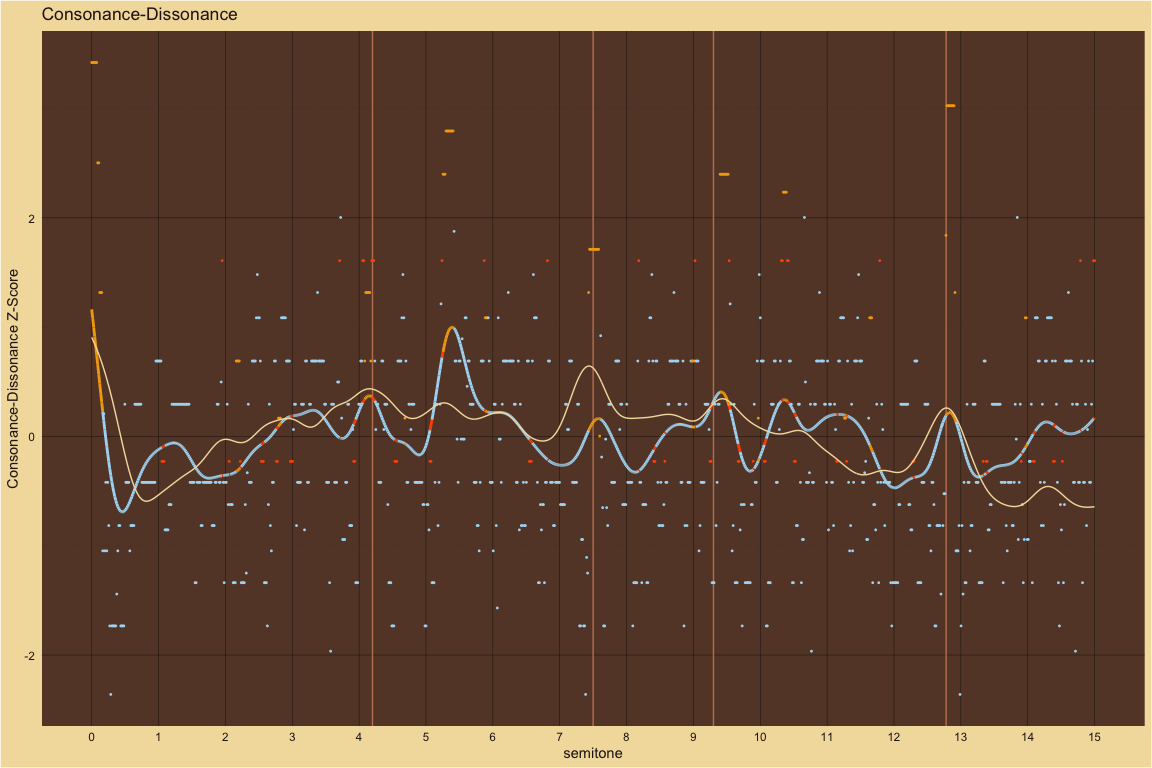 Consonance-Dissonance
Consonance-Dissonance Z-Score
2
0
-2
0 1 2 3 4 5 6 7 8 9 10 11 12 13 14 15
semitone